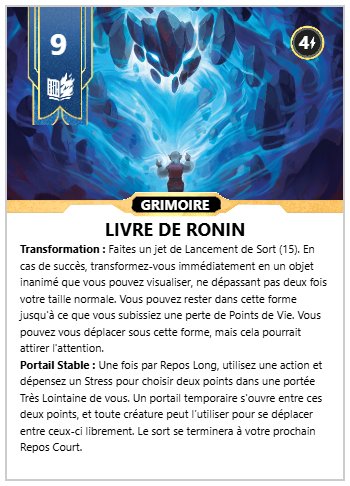 9
4
GRIMOIRE
LIVRE DE RONIN
Transformation : Faites un jet de Lancement de Sort (15). En
cas de succès, transformez-vous immédiatement en un objet
inanimé que vous pouvez visualiser, ne dépassant pas deux fois
votre taille normale. Vous pouvez rester dans cette forme
jusqu'à ce que vous subissiez une perte de Points de Vie. Vous
pouvez vous déplacer sous cette forme, mais cela pourrait
attirer l'attention.
Portail Stable : Une fois par Repos Long, utilisez une action et
dépensez un Stress pour choisir deux points dans une portée
Très Lointaine de vous. Un portail temporaire s'ouvre entre ces
deux points, et toute créature peut l'utiliser pour se déplacer
entre ceux-ci librement. Le sort se terminera à votre prochain
Repos Court.